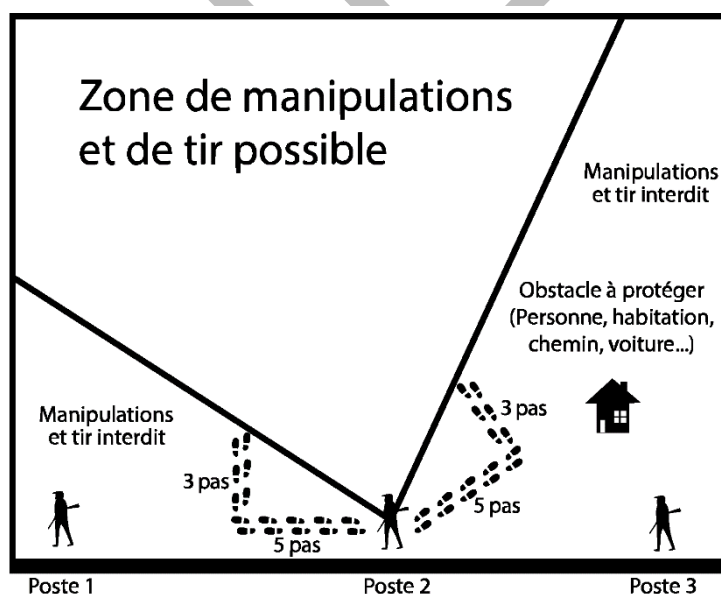 Zone de manipulations
et de tir possible
Manipulations
et tir interdit
Obstacle à protéger
(Personne, habitation,
chemin, voiture...)
Manipulations
et tir interdit
3 pas
5 pas
3 pas
5 pas
Poste 1
Poste 2
Poste 3